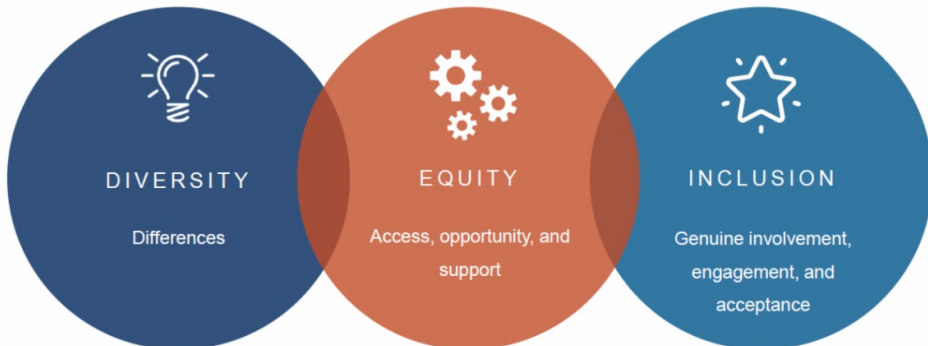 DIVERSITY
Differences
EQUITY
Access, opportunity, and
support
INCLUSION
Genuine involvement,
engagement, and
acceptance